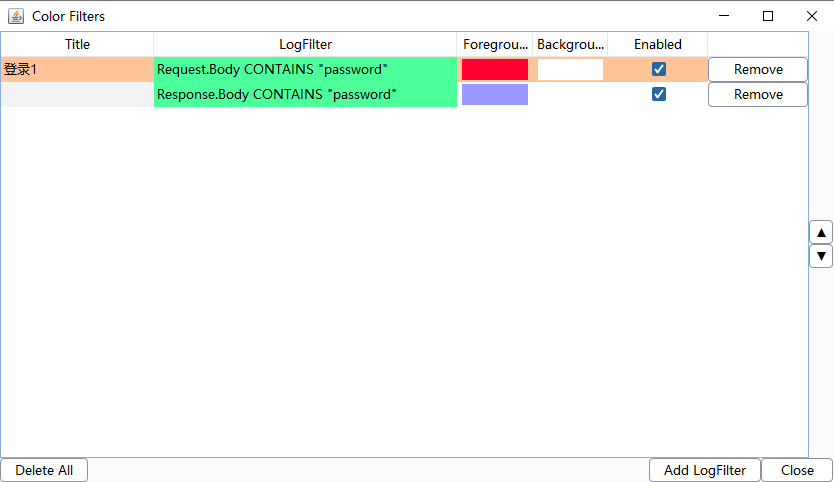 Color Filters
Title LogFilter Foregrou... Backgrou... Enabled
登录1 Request.Body CONTAINS "password" Remove
Response.Body CONTAINS "password" Remove
▲
▼
Delete All Add LogFilter Close